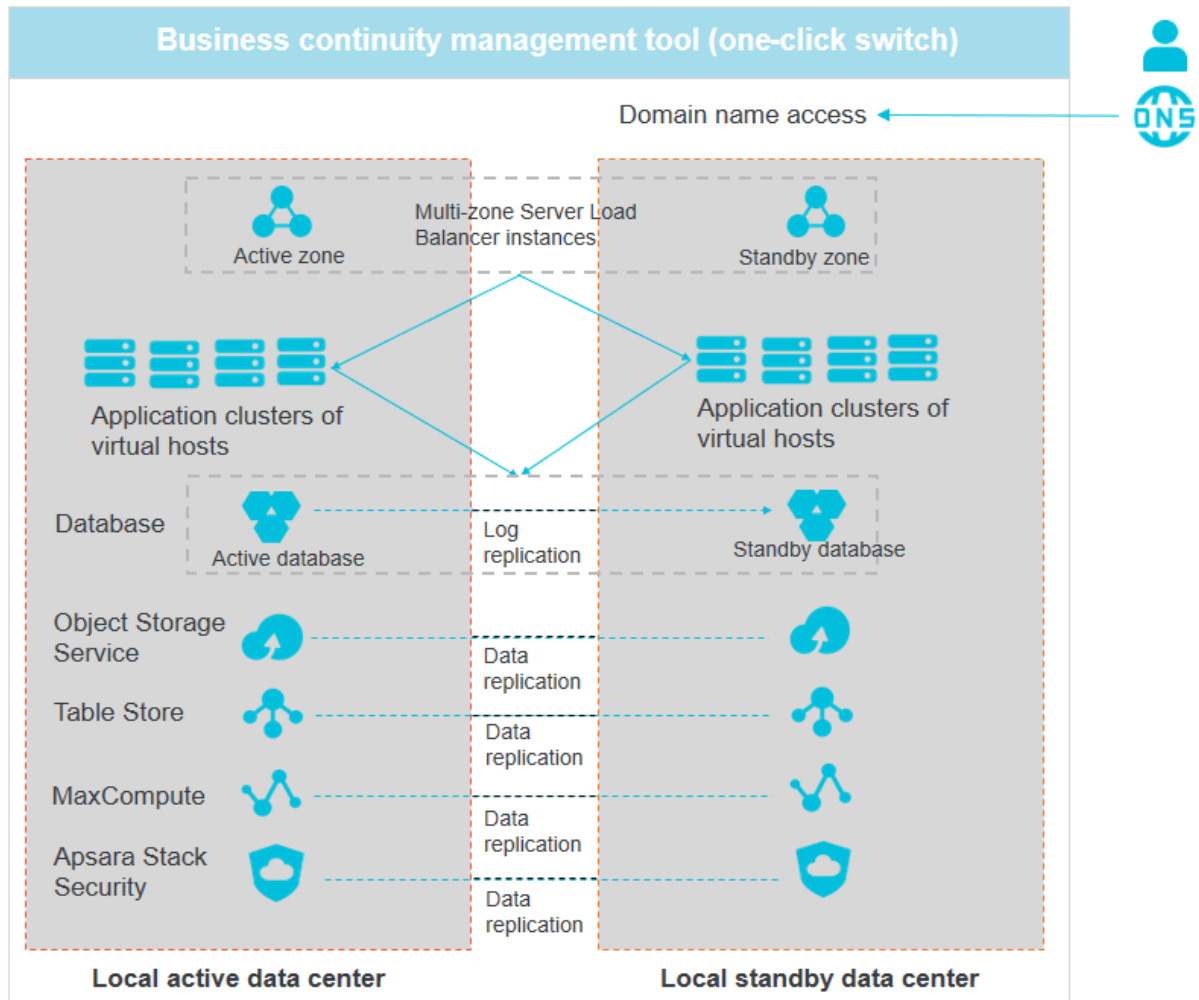 Business continuity management tool (one-click switch)
Domain name access
DNS
Multi-zone Server Load
Balancer instances
Active zone
Standby zone
Application clusters of
virtual hosts
Application clusters of
virtual hosts
Database
Active database
Log
replication
Standby database
Object Storage
Service
Data
replication
Table Store
Data
replication
MaxCompute
Data
replication
Apsara Stack
Security
Data
replication
Local active data center
Local standby data center